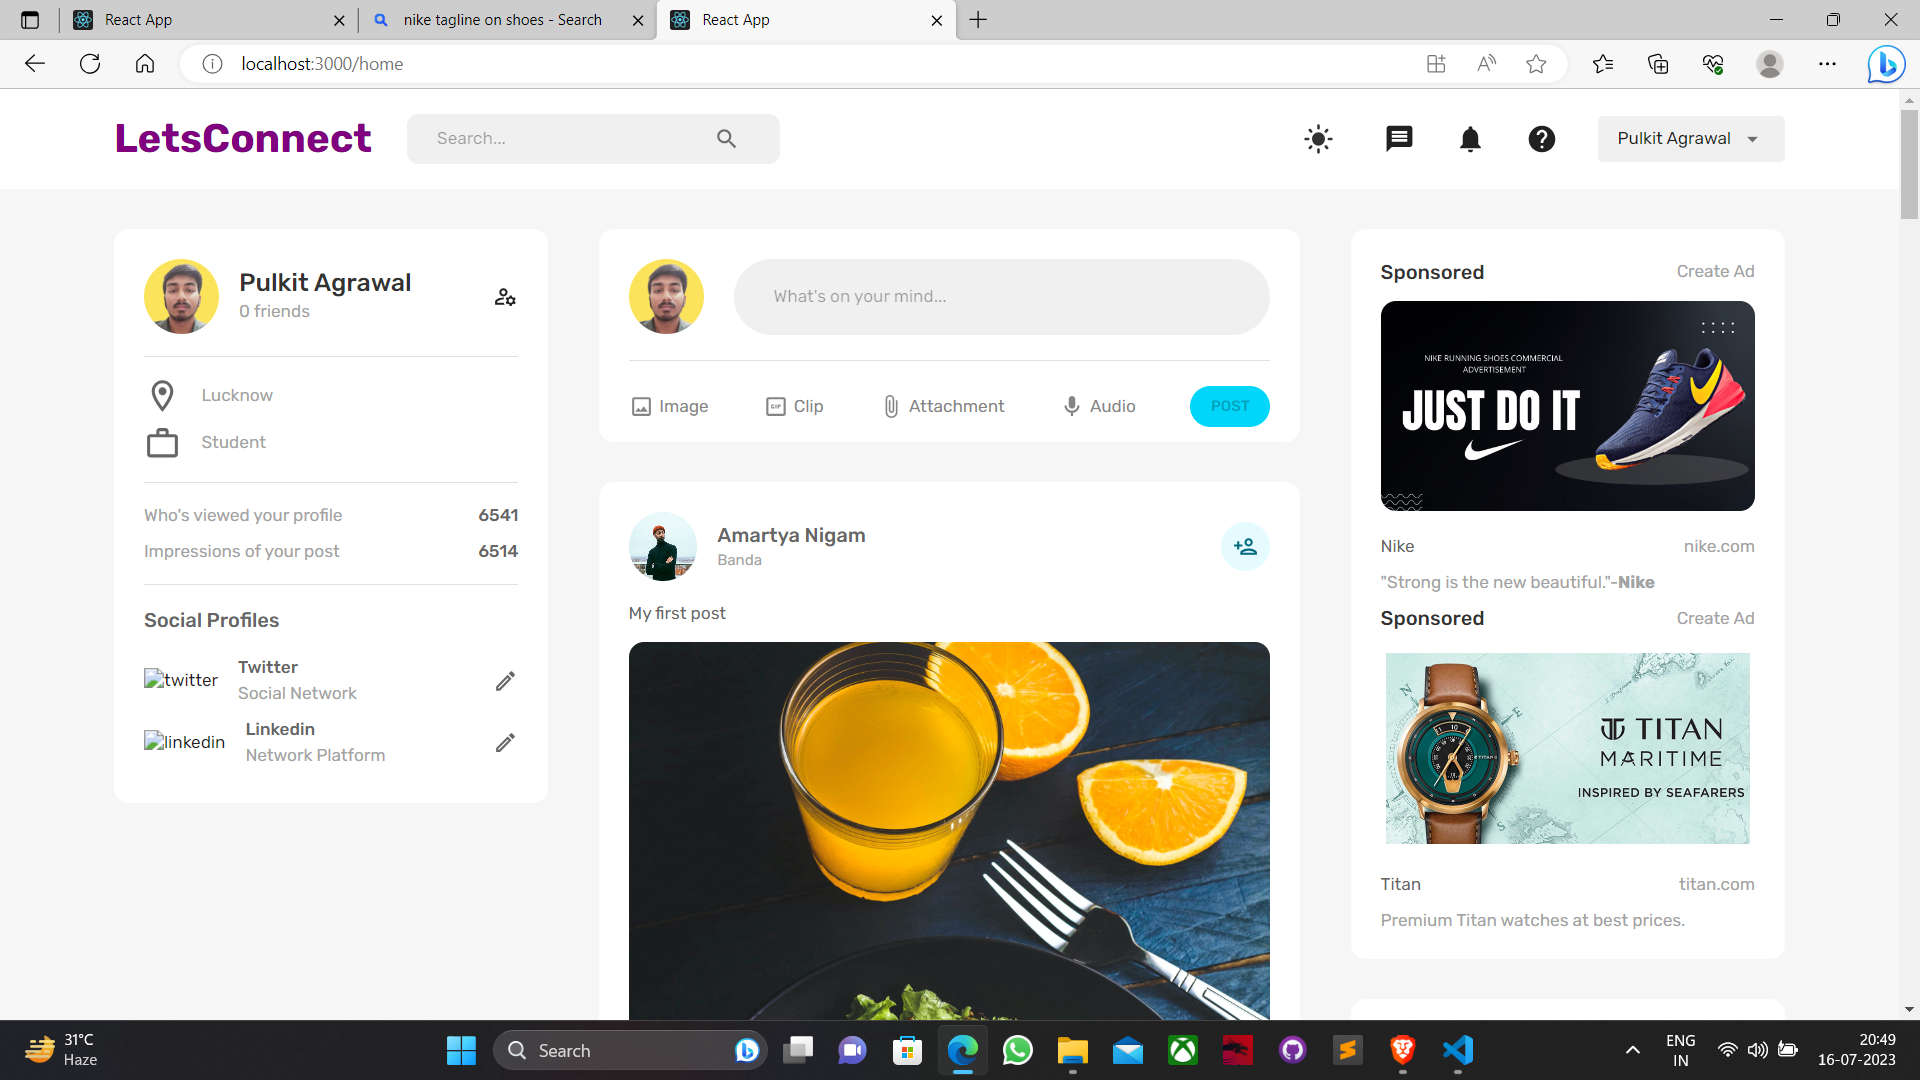 React App
nike tagline on shoes - Search
React App
localhost:3000/home
LetsConnect
Search...
Pulkit Agrawal
Pulkit Agrawal
0 friends
Lucknow
Student
Who's viewed your profile 6541
Impressions of your post 6514
Social Profiles
twitter
Twitter
Social Network
linkedin
Linkedin
Network Platform
What's on your mind...
Image
GIF
Clip
Attachment
Audio
POST
Amartya Nigam
Banda
My first post
Sponsored Create Ad
NIKE RUNNING SHOES COMMERCIAL
ADVERTISEMENT
JUST DO IT
Nike nike.com
"Strong is the new beautiful."-Nike
Sponsored Create Ad
TITAN
MARITIME
INSPIRED BY SEAFARERS
Titan titan.com
Premium Titan watches at best prices.
31°C
Haze
Search
ENG
IN
20:49
16-07-2023